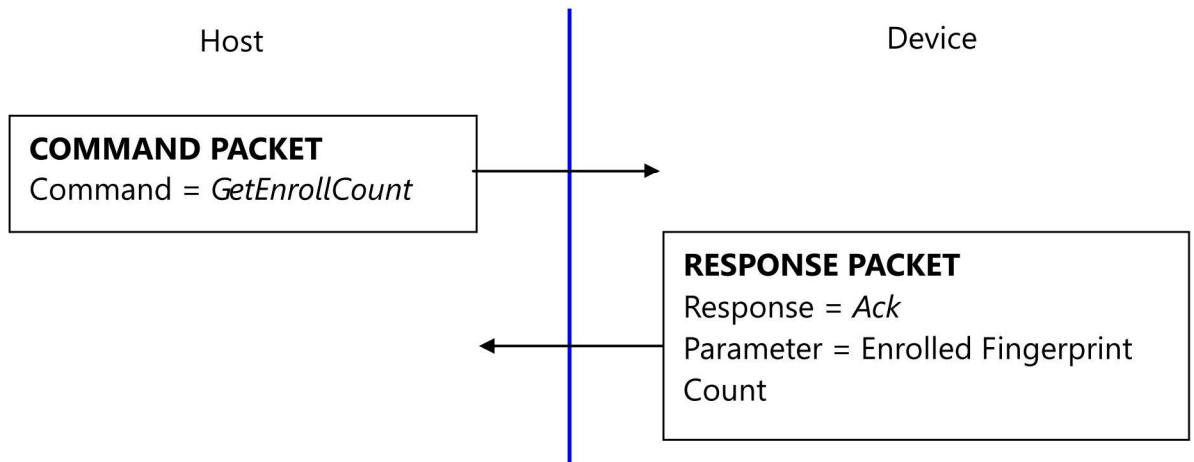 Host
Device
COMMAND PACKET
Command = GetEnrollCount
RESPONSE PACKET
Response = Ack
Parameter = Enrolled Fingerprint
Count